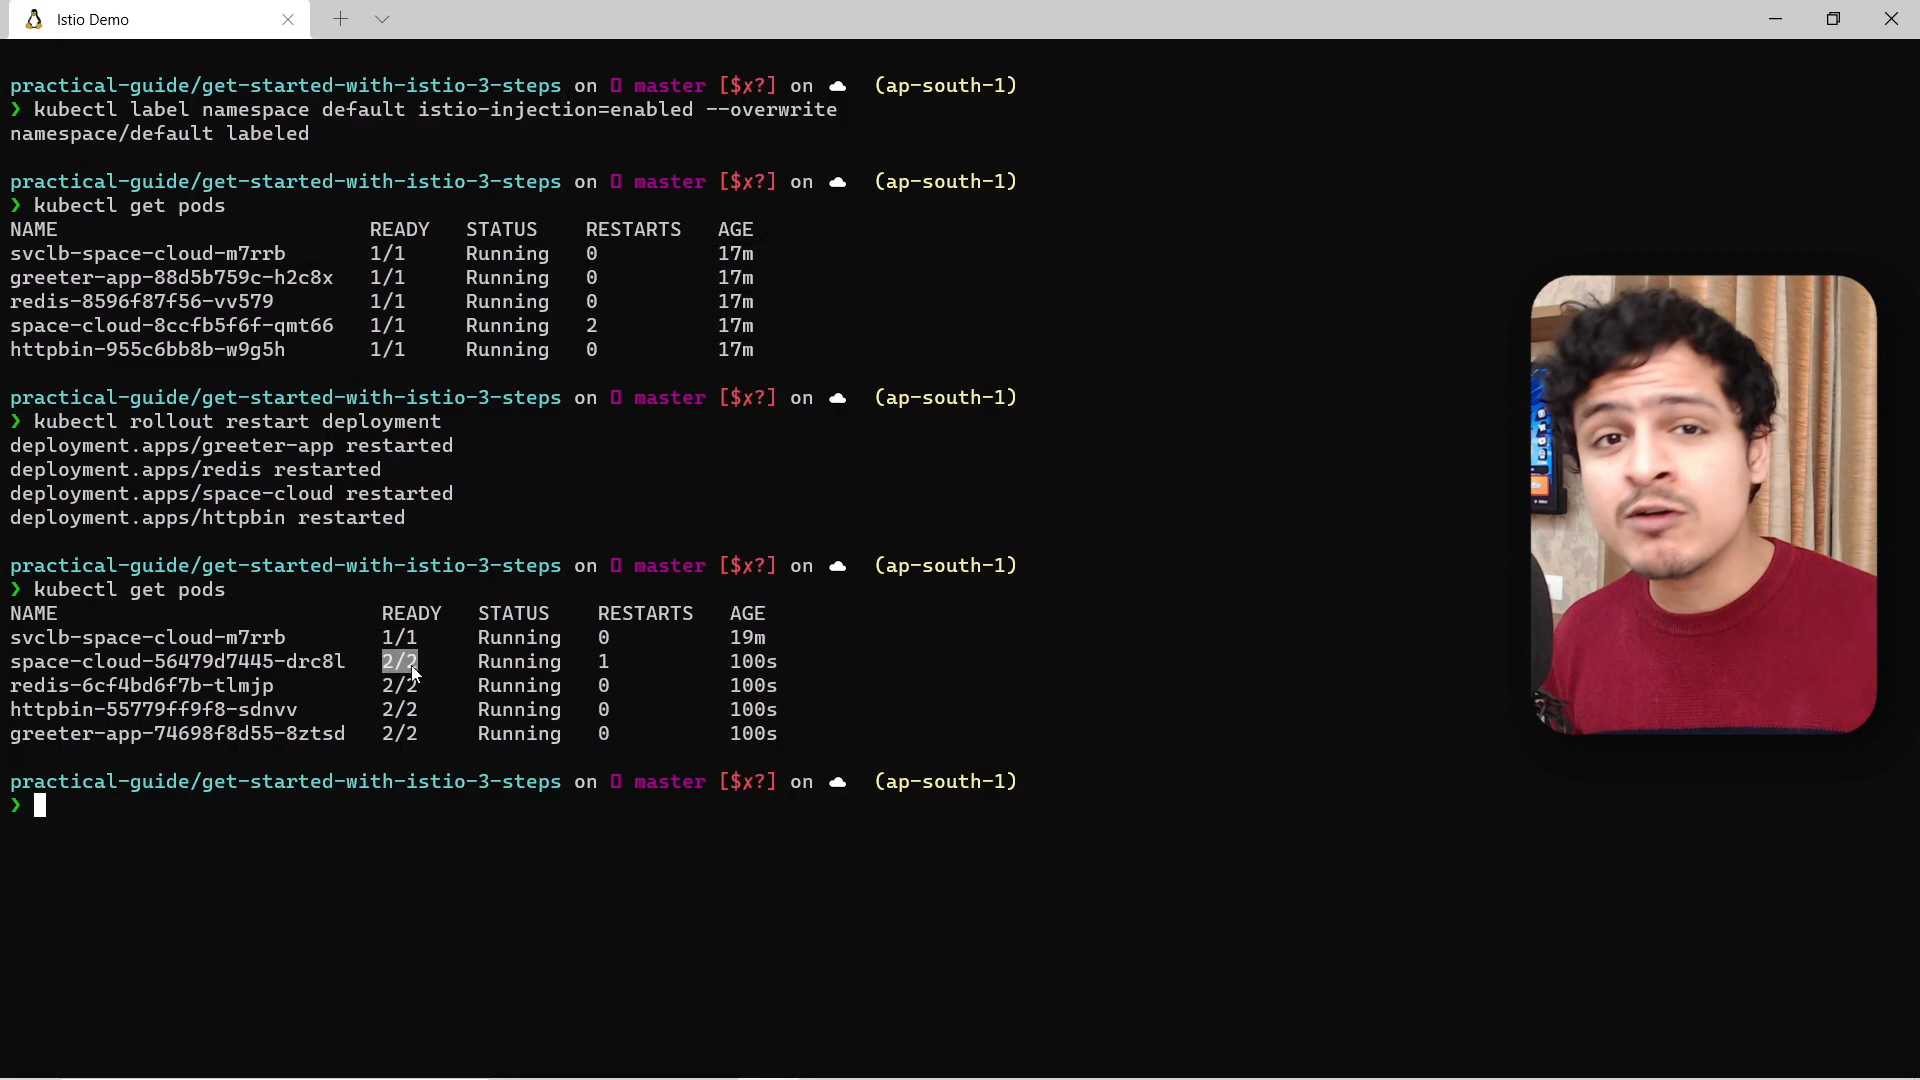 Istio Demo
practical-guide/get-started-with-istio-3-steps on master [$x?] on (ap-south-1)
❯ kubectl label namespace default istio-injection=enabled --overwrite
namespace/default labeled
practical-guide/get-started-with-istio-3-steps on master [$x?] on (ap-south-1)
❯ kubectl get pods
NAME READY STATUS RESTARTS AGE
svclb-space-cloud-m7rrb 1/1 Running 0 17m
greeter-app-88d5b759c-h2c8x 1/1 Running 0 17m
redis-8596f87f56-vv579 1/1 Running 0 17m
space-cloud-8ccfb5f6f-qmt66 1/1 Running 2 17m
httpbin-955c6bb8b-w9g5h 1/1 Running 0 17m
practical-guide/get-started-with-istio-3-steps on master [$x?] on (ap-south-1)
❯ kubectl rollout restart deployment
deployment.apps/greeter-app restarted
deployment.apps/redis restarted
deployment.apps/space-cloud restarted
deployment.apps/httpbin restarted
practical-guide/get-started-with-istio-3-steps on master [$x?] on (ap-south-1)
❯ kubectl get pods
NAME READY STATUS RESTARTS AGE
svclb-space-cloud-m7rrb 1/1 Running 0 19m
space-cloud-56479d7445-drc8l 2/2 Running 1 100s
redis-6cf4bd6f7b-tlmjp 2/2 Running 0 100s
httpbin-55779ff9f8-sdnvv 2/2 Running 0 100s
greeter-app-74698f8d55-8ztsd 2/2 Running 0 100s
practical-guide/get-started-with-istio-3-steps on master [$x?] on (ap-south-1)
❯